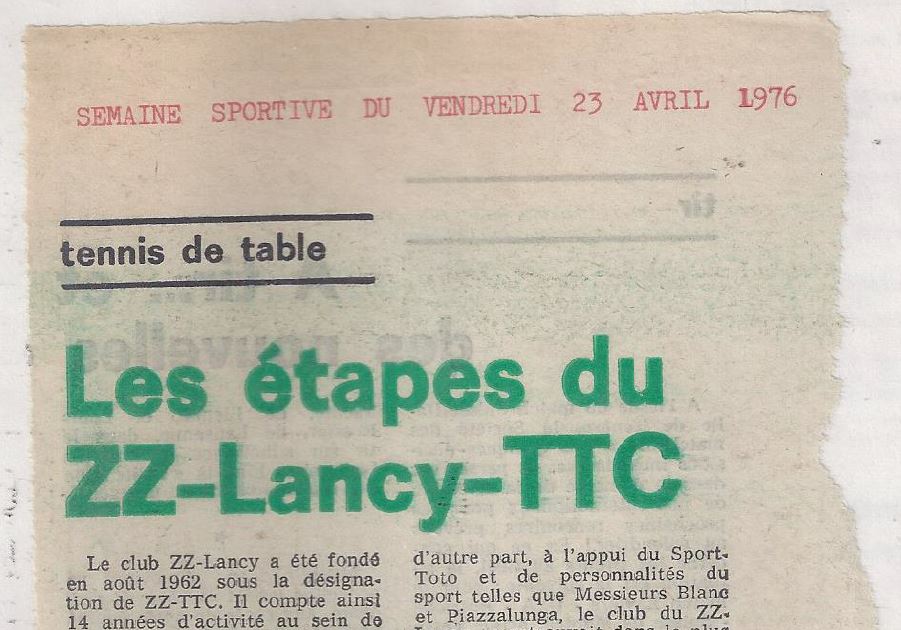 SEMAINE SPORTIVE DU VENDREDI 23 AVRIL 1976
tir
tennis de table
des nouvelles
Les étapes du
ZZ-Lancy-TTC
Le club ZZ-Lancy a été fondé
en août 1962 sous la désigna-
tion de ZZ-TTC. Il compte ainsi
14 années d'activité au sein de
d'autre part, à l'appui du Sport-
Toto et de personnalités du
sport telles que Messieurs Blanc
et Piazzalunga, le club du ZZ-